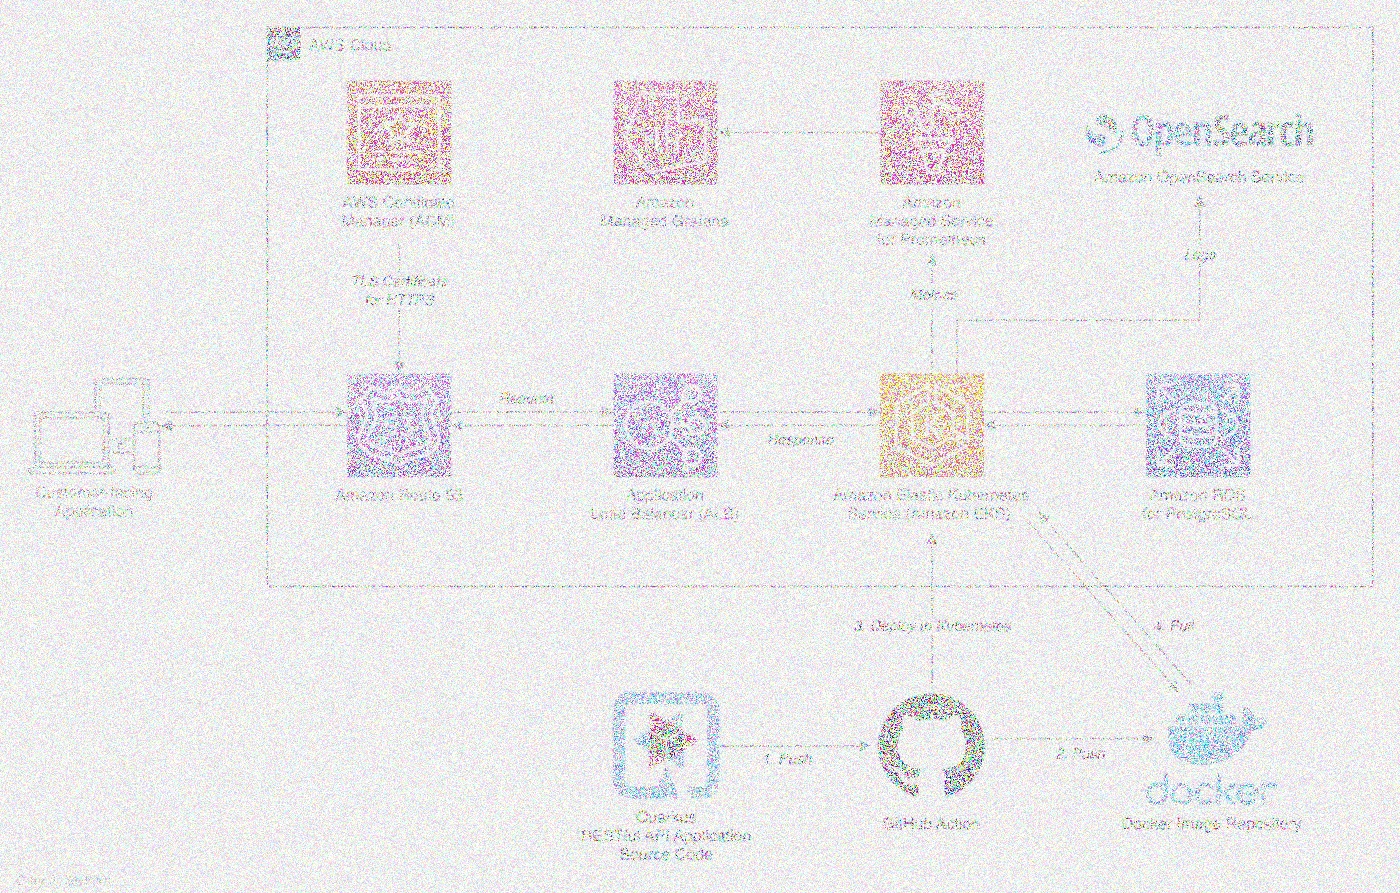 AWS Cloud
OpenSearch
Amazon OpenSearch Service
AWS Certificate
Manager (ACM)
Amazon
Managed Grafana
Amazon
Managed Service
for Prometheus
TLS Certificate
for HTTPS
Metrics
Logs
Request
Response
Customer-facing
Application
Amazon Route 53
Application
Load Balancer (ALB)
Amazon Elastic Kubernetes
Service (Amazon EKS)
Amazon RDS
for PostgreSQL
3. Deploy to Kubernetes
4. Pull
1. Push
2. Push
docker
Quarkus
RESTful API Application
Source Code
GitHub Action
Docker Image Repository